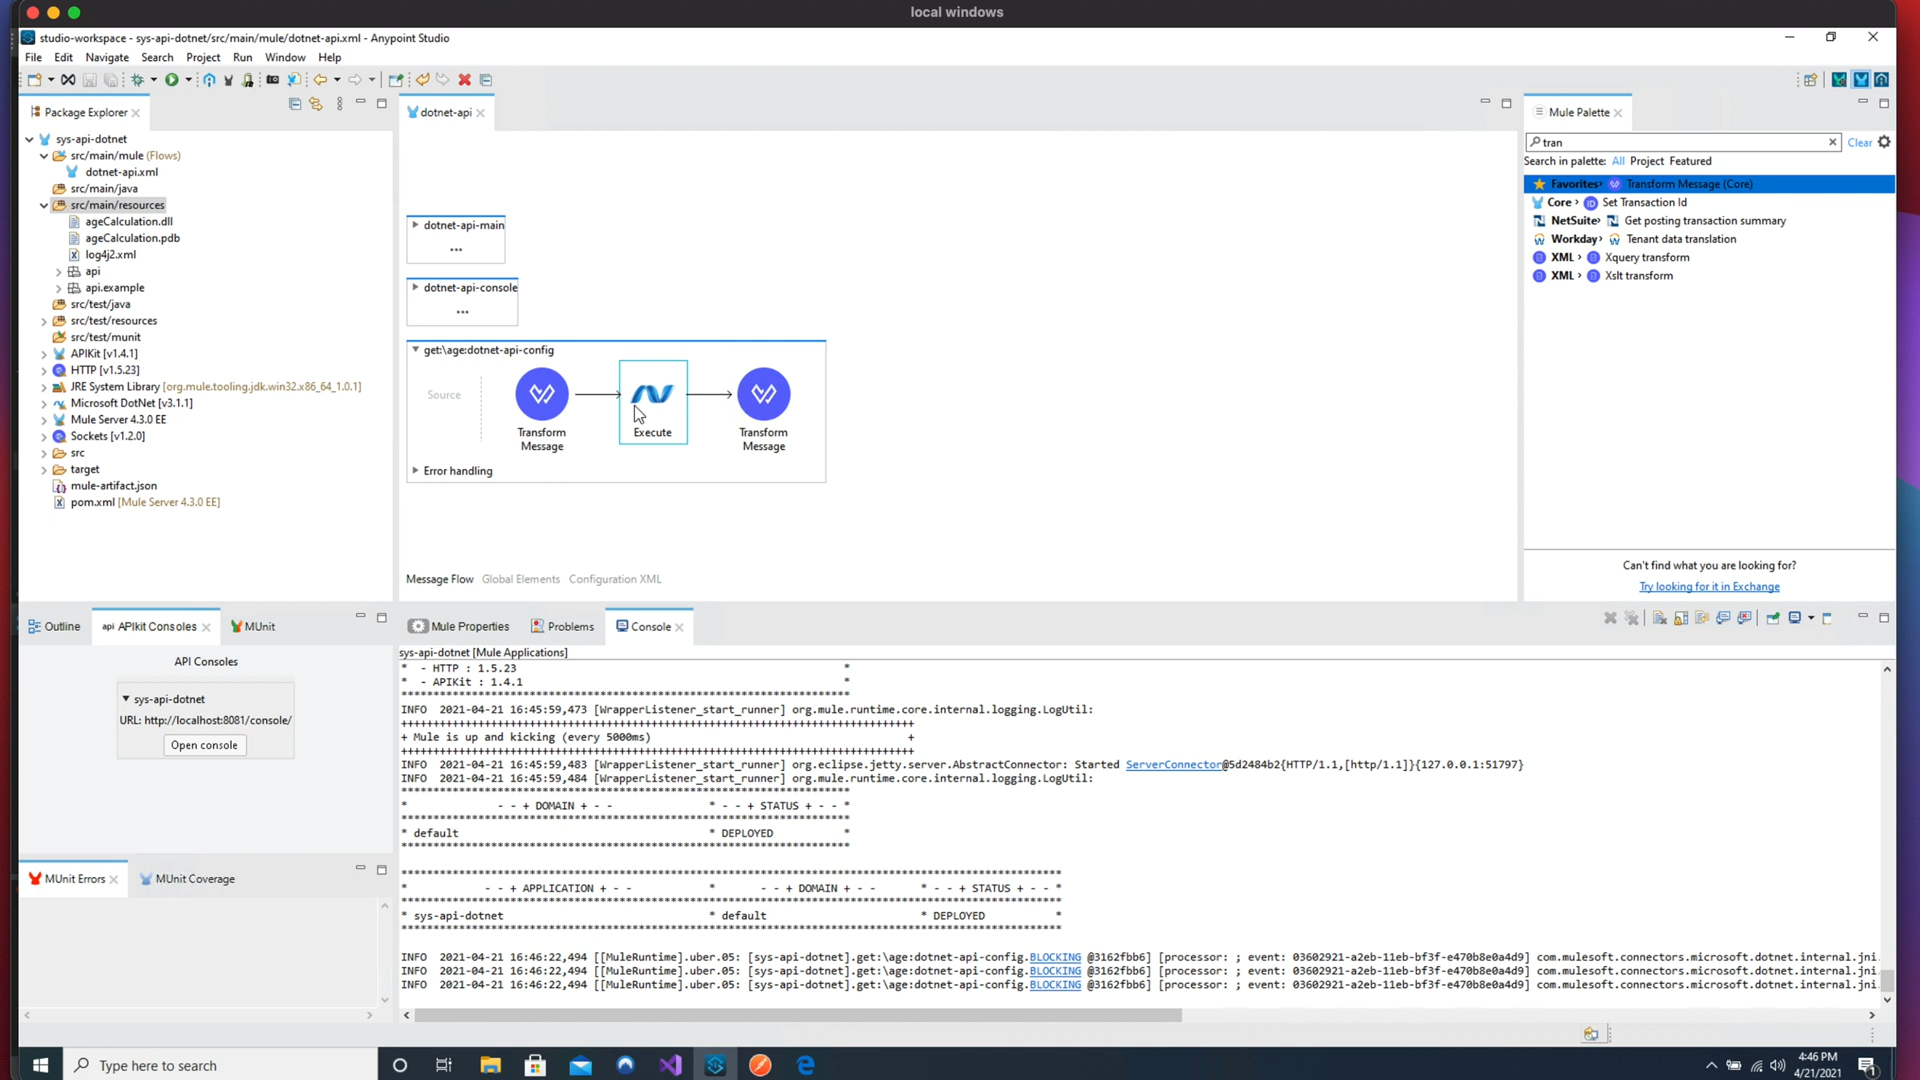 local windows
studio-workspace - sys-api-dotnet/src/main/mule/dotnet-api.xml - Anypoint Studio
File Edit Navigate Search Project Run Window Help
Package Explorer
sys-api-dotnet
src/main/mule (Flows)
dotnet-api.xml
src/main/java
src/main/resources
ageCalculation.dll
ageCalculation.pdb
log4j2.xml
api
api.example
src/test/java
src/test/resources
src/test/munit
APIKit [v1.4.1]
HTTP [v1.5.23]
JRE System Library [org.mule.tooling.jdk.win32.x86_64_1.0.1]
Microsoft DotNet [v3.1.1]
Mule Server 4.3.0 EE
Sockets [v1.2.0]
src
target
mule-artifact.json
pom.xml [Mule Server 4.3.0 EE]
dotnet-api
dotnet-api-main
...
dotnet-api-console
...
get:\age:dotnet-api-config
Source
Transform
Message
Execute
Transform
Message
Error handling
Message Flow Global Elements Configuration XML
Mule Palette
tran
Clear
Search in palette: All Project Featured
Favorites> Transform Message (Core)
Core > Set Transaction Id
NetSuite> Get posting transaction summary
Workday> Tenant data translation
XML > Xquery transform
XML > Xslt transform
Can't find what you are looking for?
Try looking for it in Exchange
Outline api APIkit Consoles MUnit
API Consoles
sys-api-dotnet
URL: http://localhost:8081/console/
Open console
MUnit Errors MUnit Coverage
Mule Properties Problems Console
sys-api-dotnet [Mule Applications]
* - HTTP : 1.5.23 *
* - APIKit : 1.4.1 *
**********************************************************************
INFO 2021-04-21 16:45:59,473 [WrapperListener_start_runner] org.mule.runtime.core.internal.logging.LogUtil:
++++++++++++++++++++++++++++++++++++++++++++++++++++++++++++++++++++++++++++++++
+ Mule is up and kicking (every 5000ms) +
++++++++++++++++++++++++++++++++++++++++++++++++++++++++++++++++++++++++++++++++
INFO 2021-04-21 16:45:59,483 [WrapperListener_start_runner] org.eclipse.jetty.server.AbstractConnector: Started ServerConnector@5d2484b2{HTTP/1.1,[http/1.1]}{127.0.0.1:51797}
INFO 2021-04-21 16:45:59,484 [WrapperListener_start_runner] org.mule.runtime.core.internal.logging.LogUtil:
**********************************************************************
* - - + DOMAIN + - - * - - + STATUS + - - *
**********************************************************************
* default * DEPLOYED *
**********************************************************************
*******************************************************************************************************
* - - + APPLICATION + - - * - - + DOMAIN + - - * - - + STATUS + - - *
*******************************************************************************************************
* sys-api-dotnet * default * DEPLOYED *
*******************************************************************************************************
INFO 2021-04-21 16:46:22,494 [[MuleRuntime].uber.05: [sys-api-dotnet].get:\age:dotnet-api-config.BLOCKING @3162fbb6] [processor: ; event: 03602921-a2eb-11eb-bf3f-e470b8e0a4d9] com.mulesoft.connectors.microsoft.dotnet.internal.jni.
INFO 2021-04-21 16:46:22,494 [[MuleRuntime].uber.05: [sys-api-dotnet].get:\age:dotnet-api-config.BLOCKING @3162fbb6] [processor: ; event: 03602921-a2eb-11eb-bf3f-e470b8e0a4d9] com.mulesoft.connectors.microsoft.dotnet.internal.jni.
INFO 2021-04-21 16:46:22,494 [[MuleRuntime].uber.05: [sys-api-dotnet].get:\age:dotnet-api-config.BLOCKING @3162fbb6] [processor: ; event: 03602921-a2eb-11eb-bf3f-e470b8e0a4d9] com.mulesoft.connectors.microsoft.dotnet.internal.jni.
Type here to search
4:46 PM
4/21/2021
1